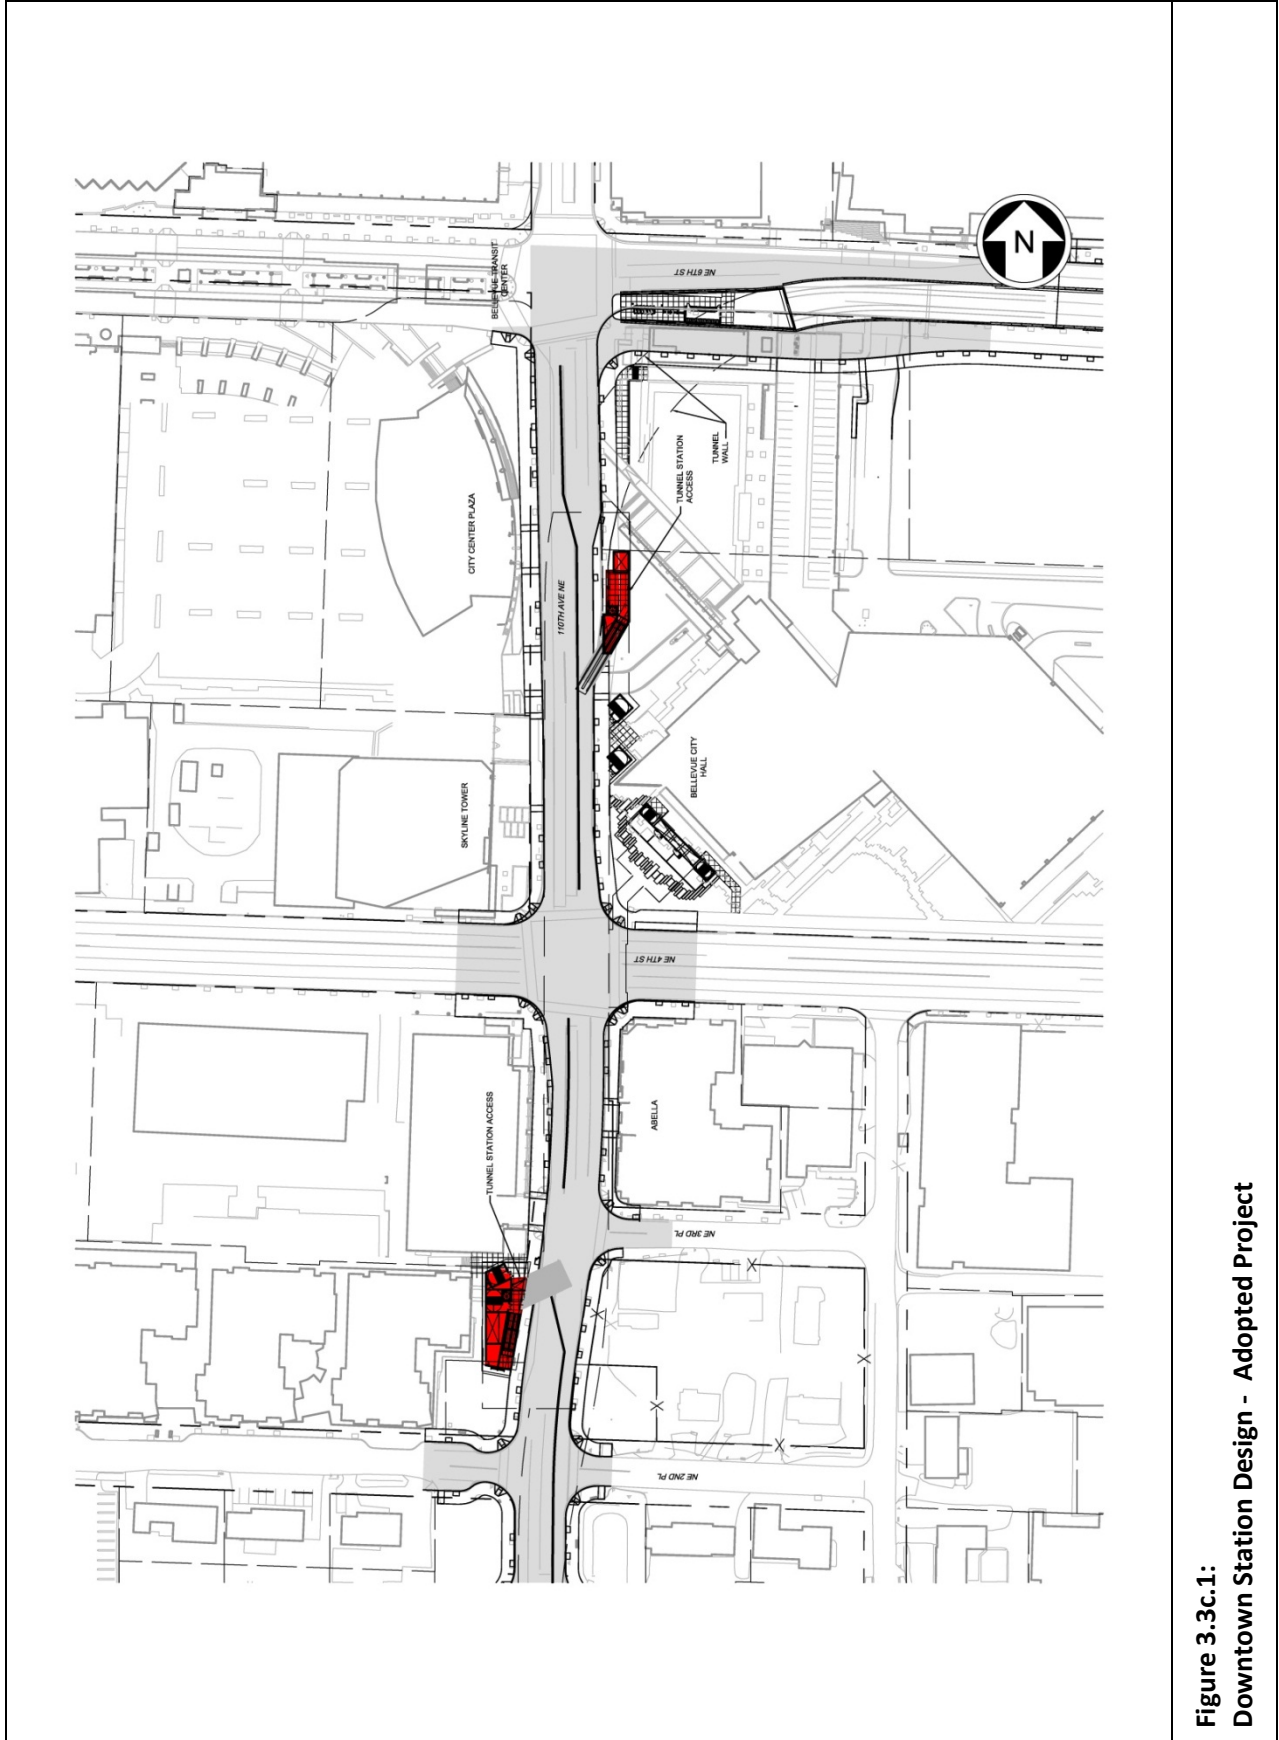 BELLEVUE TRANSIT
CENTER
NE 6TH ST
CITY CENTER PLAZA
TUNNEL
WALL
TUNNEL STATION
ACCESS
110TH AVE NE
SKYLINE TOWER
BELLEVUE CITY
HALL
NE 4TH ST
TUNNEL STATION ACCESS
ABELLA
NE 3RD PL
NE 2ND PL
N
Figure 3.3c.1:
Downtown Station Design - Adopted Project